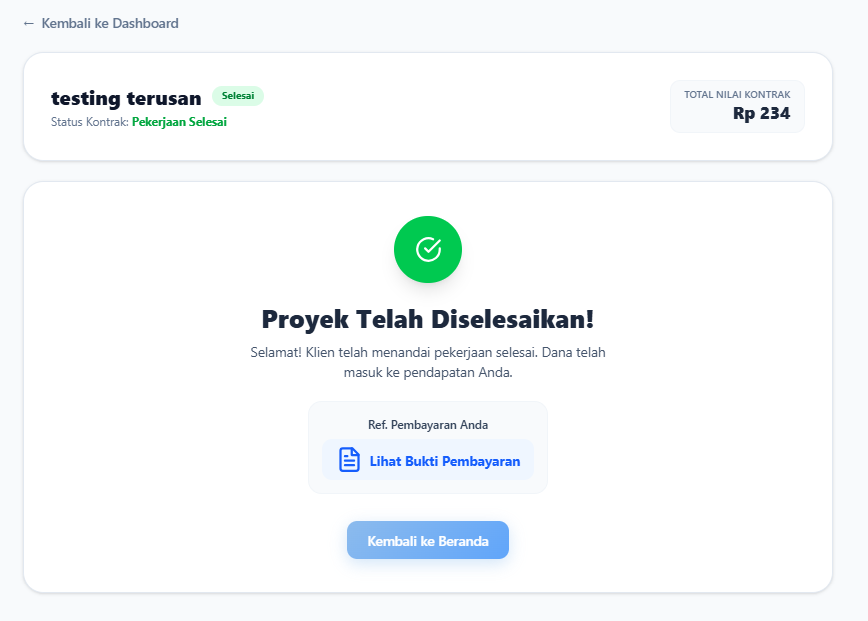 ← Kembali ke Dashboard
testing terusan Selesai
Status Kontrak: Pekerjaan Selesai
TOTAL NILAI KONTRAK
Rp 234
Proyek Telah Diselesaikan!
Selamat! Klien telah menandai pekerjaan selesai. Dana telah
masuk ke pendapatan Anda.
Ref. Pembayaran Anda
Lihat Bukti Pembayaran
Kembali ke Beranda